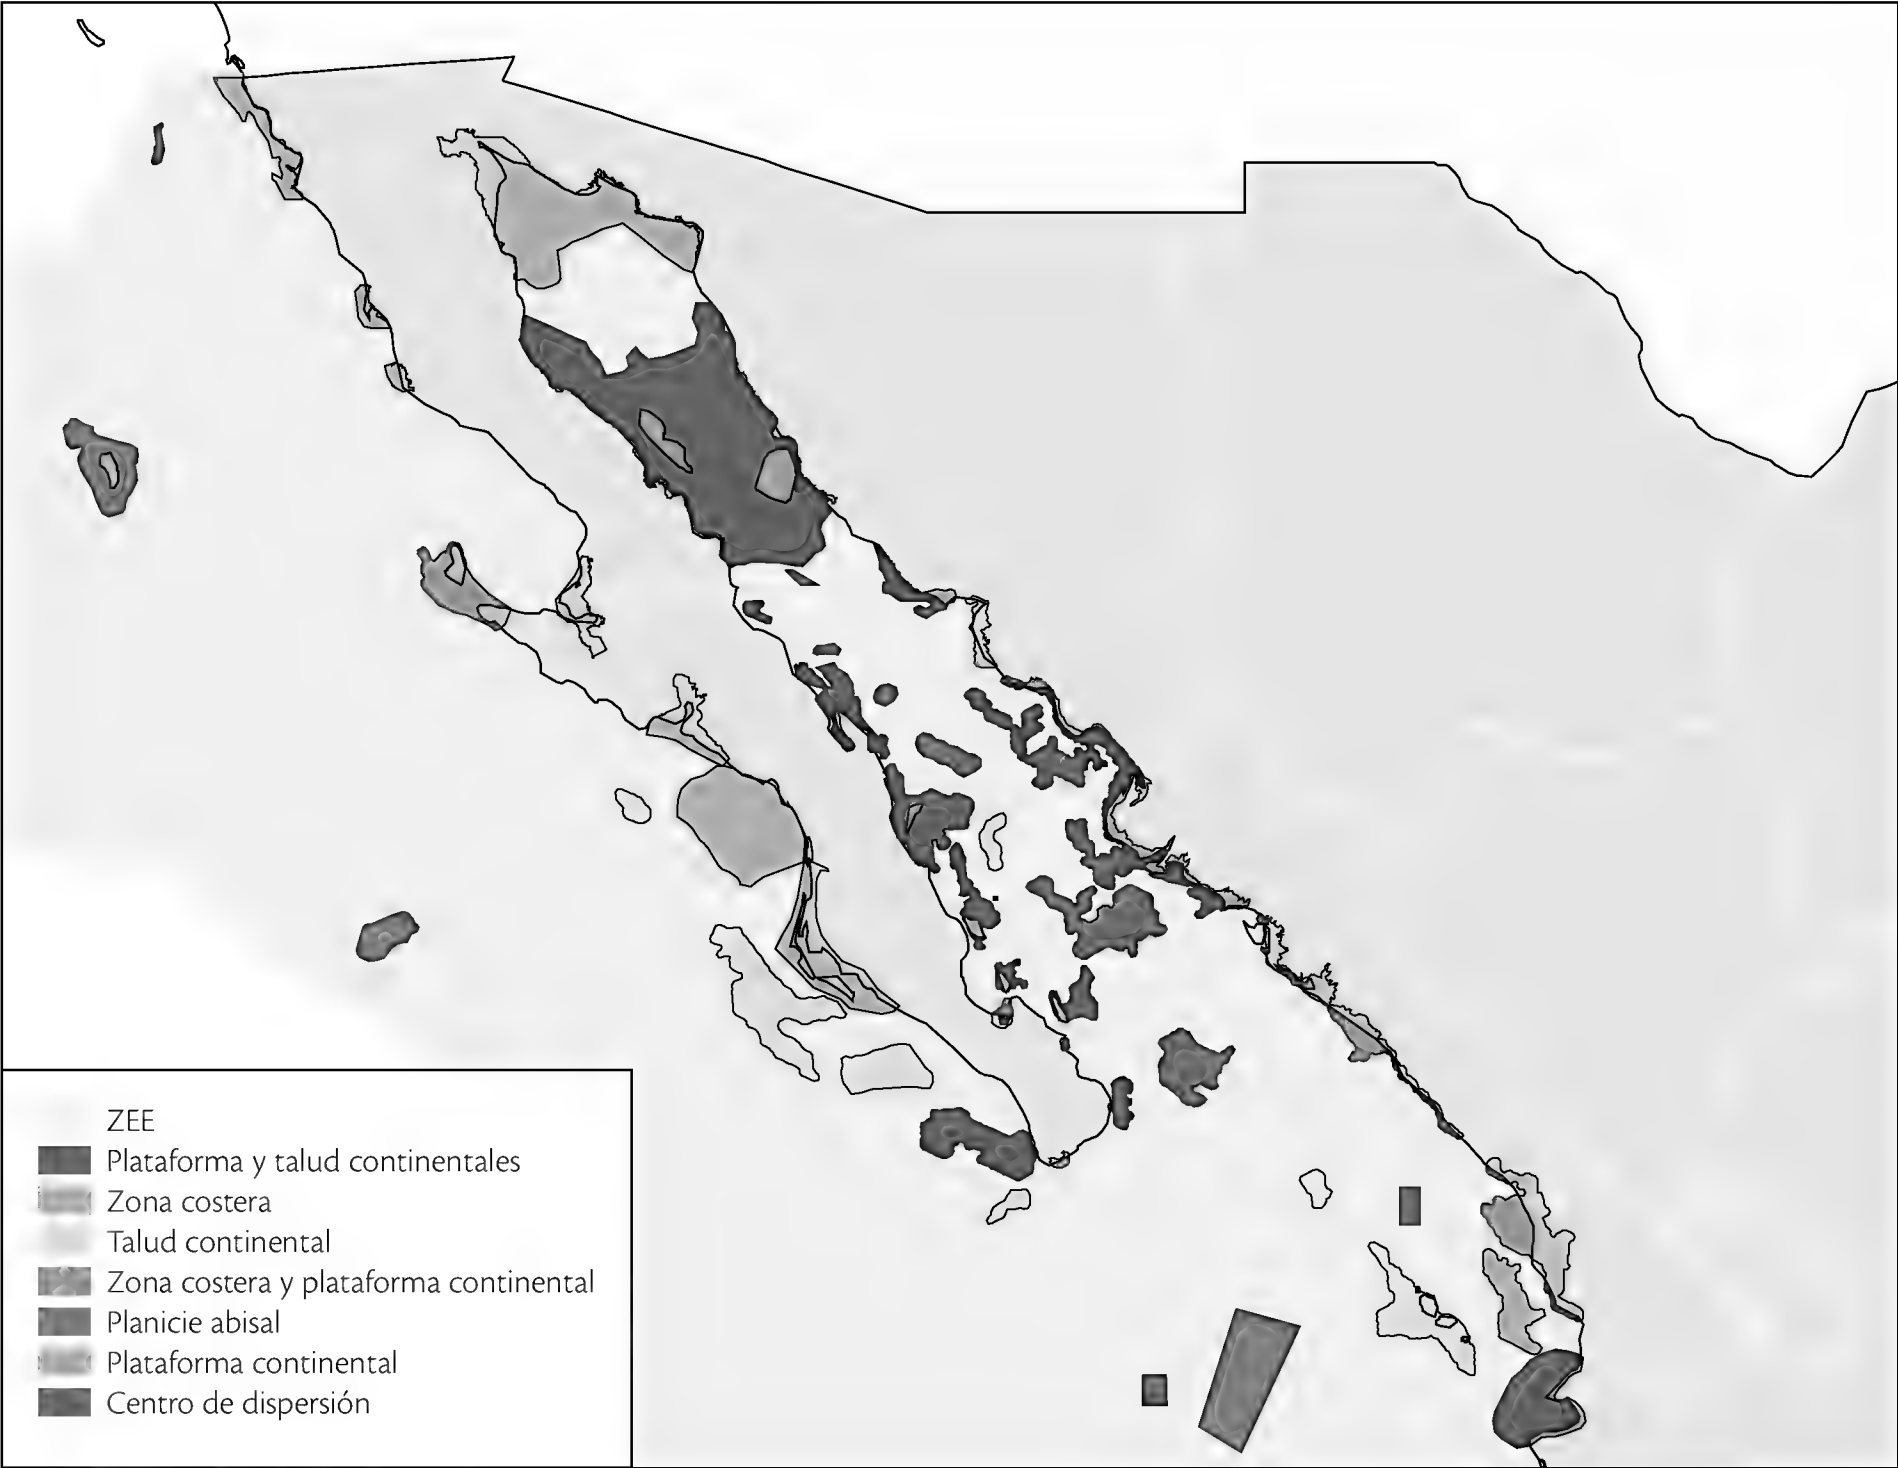 ZEE
Plataforma y talud continentales
Zona costera
Talud continental
Zona costera y plataforma continental
Planicie abisal
Plataforma continental
Centro de dispersión